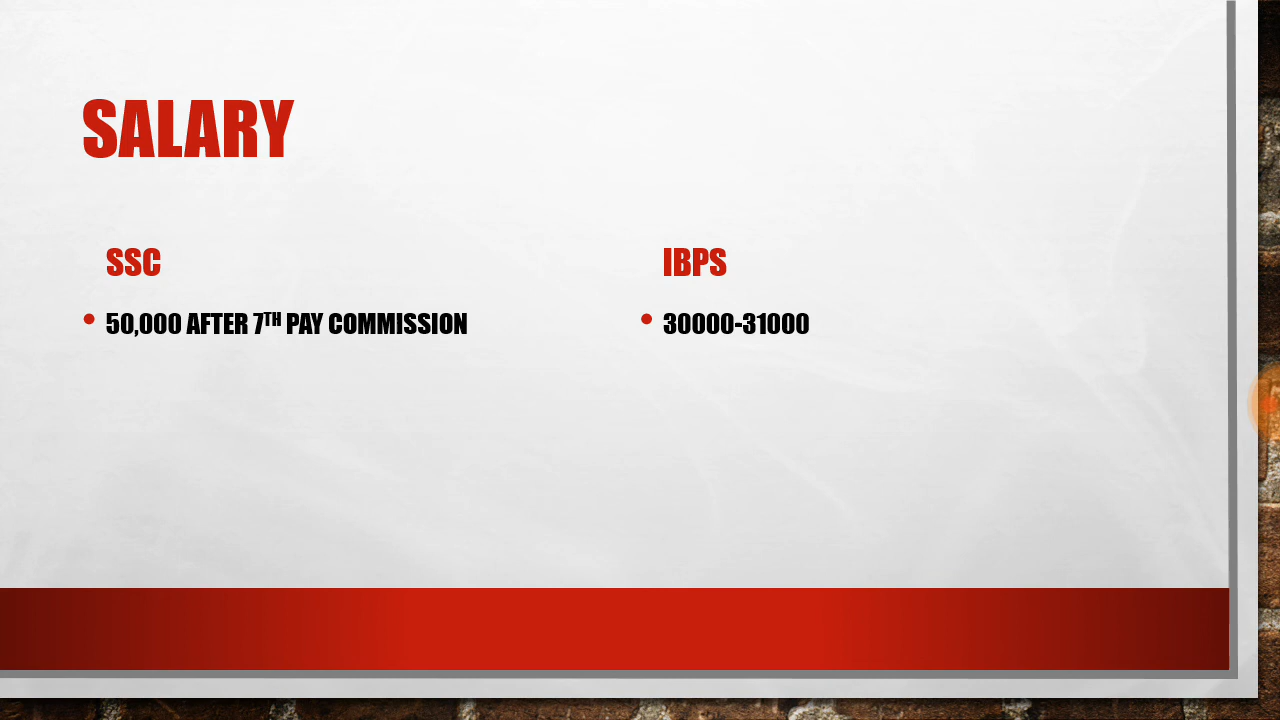 SALARY
SSC
50,000 AFTER 7TH PAY COMMISSION
IBPS
30000-31000